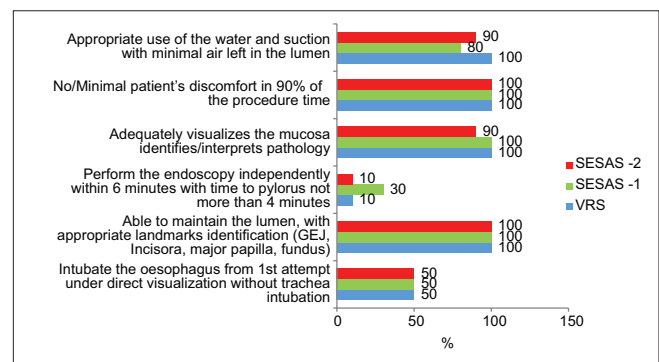 Appropriate use of the water and suction
with minimal air left in the lumen
90
80
100
No/Minimal patient's discomfort in 90% of
the procedure time
100
100
100
Adequately visualizes the mucosa
identifies/interprets pathology
90
100
100
Perform the endoscopy independently
within 6 minutes with time to pylorus not
more than 4 minutes
10
30
10
Able to maintain the lumen, with
appropriate landmarks identification (GEJ,
Incisora, major papilla, fundus)
100
100
100
Intubate the oesophagus from 1st attempt
under direct visualization without trachea
intubation
50
50
50
SESAS -2
SESAS -1
VRS
0 50 100 150
%